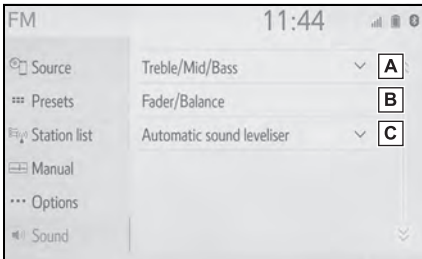 FM 11:44
Source
Treble/Mid/Bass A
Presets
Fader/Balance B
Station list
Automatic sound leveliser C
Manual
Options
Sound